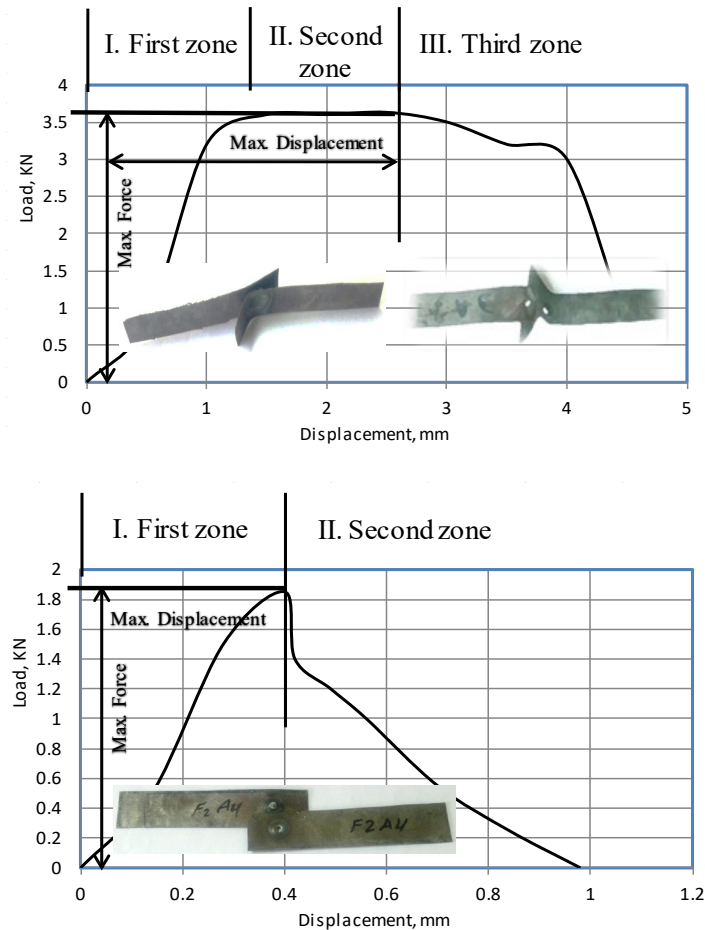 I. First zone
II. Second
zone
III. Third zone
4
3.5
3
2.5
2
1.5
1
0.5
0
Load, KN
Max. Displacement
Max. Force
0 1 2 3 4 5
Displacement, mm
I. First zone
II. Second zone
2
1.8
1.6
1.4
1.2
1
0.8
0.6
0.4
0.2
0
Load, KN
Max. Displacement
Max. Force
F2 A4
F2A4
0 0.2 0.4 0.6 0.8 1 1.2
Displacement, mm